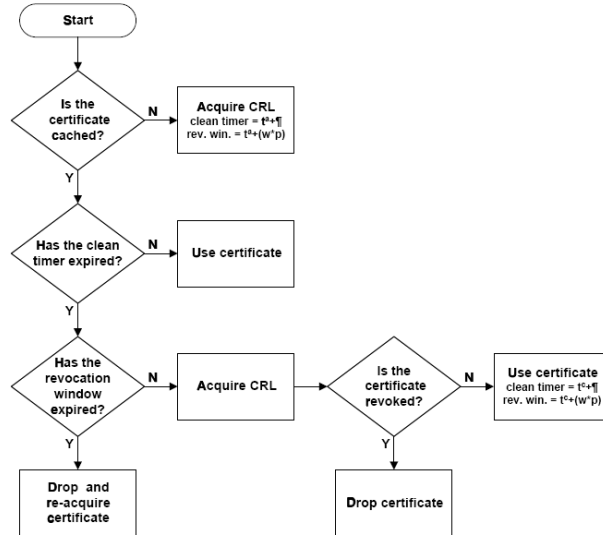 Start
Is the
certificate
cached?
N
Acquire CRL
clean timer = tª+¶
rev. win. = tª+(w*p)
Y
Has the clean
timer expired?
N
Use certificate
Y
Has the
revocation
window
expired?
N
Acquire CRL
Is the
certificate
revoked?
N
Use certificate
clean timer = tᶜ+¶
rev. win. = tᶜ+(w*p)
Y
Y
Drop and
re-acquire
certificate
Drop certificate